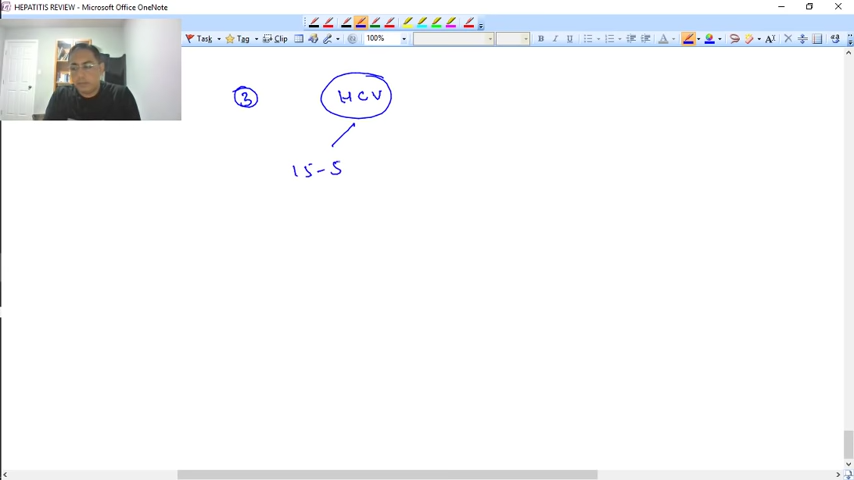 HEPATITIS REVIEW - Microsoft Office OneNote
Task Tag Clip 100% B I U A
3 HCV
15-5